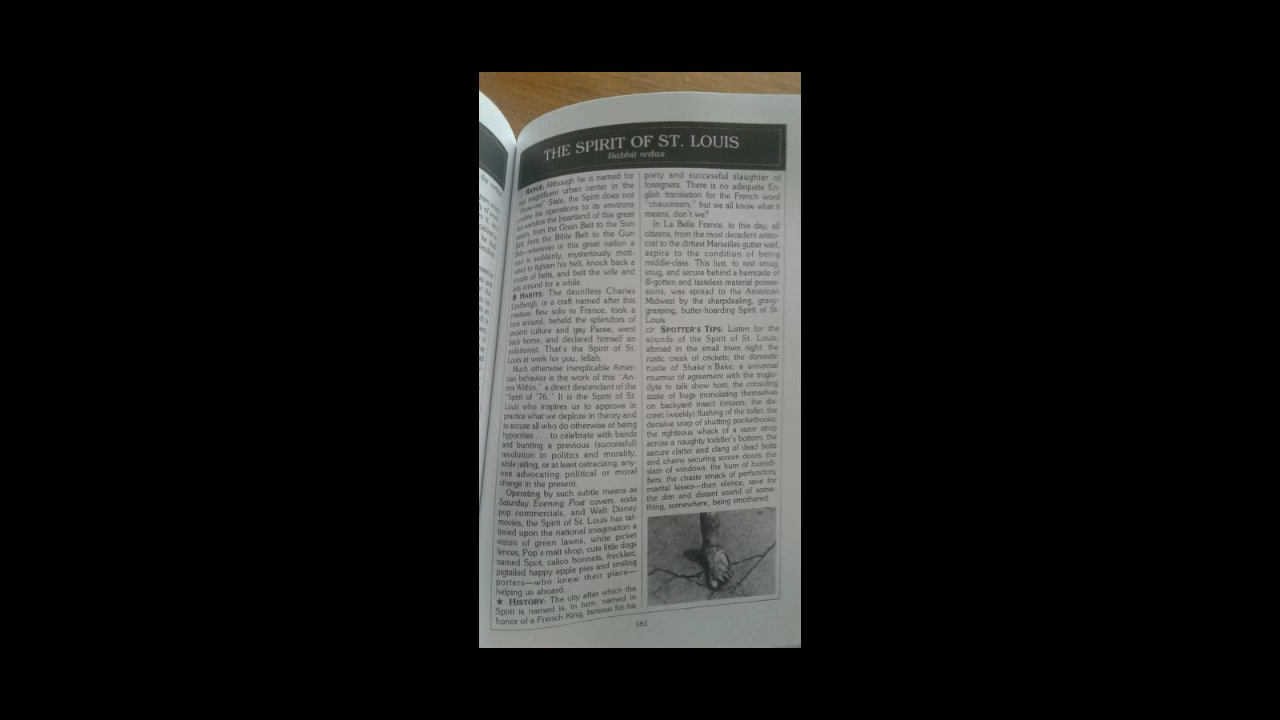 THE SPIRIT OF ST. LOUIS
Babbit redux
RANGE: Although he is named for
that magnificent urban center in the
"Show-me" State, the Spirit does not
confine his operations to its environs
but wanders the heartland of this great
nation, from the Grain Belt to the Sun
Belt, from the Bible Belt to the Gun
Belt—wherever in this great nation a
man is suddenly, mysteriously moti-
vated to tighten his belt, knock back a
couple of belts, and belt the wife and
kids around for a while.
HABITS: The dauntless Charles
Lindbergh, in a craft named after this
creature, flew solo to France, took a
look around, beheld the splendors of
ancient culture and gay Paree, went
back home, and declared himself an
isolationist. That's the Spirit of St.
Louis at work for you, fellah.
Much otherwise inexplicable Amer-
ican behavior is the work of this "An-
ima Within," a direct descendant of the
"Spirit of '76." It is the Spirit of St.
Louis who inspires us to approve in
practice what we deplore in theory and
to accuse all who do otherwise of being
hypocrites . . . to celebrate with bands
and bunting a previous (successful)
revolution in politics and morality,
while jailing, or at least ostracizing, any-
one advocating political or moral
change in the present.
Operating by such subtle means as
Saturday Evening Post covers, soda
pop commercials, and Walt Disney
movies, the Spirit of St. Louis has tat-
tooed upon the national imagination a
vision of green lawns, white picket
fences, Pop's malt shop, cute little dogs
named Spot, calico bonnets, freckled,
pigtailed happy apple pies and smiling
porters—who knew their place—
helping us aboard.
★ HISTORY: The city after which the
Spirit is named is, in turn, named in
honor of a French King, famous for his
piety and successful slaughter of
foreigners. There is no adequate En-
glish translation for the French word
"chauvinism," but we all know what it
means, don't we?
In La Belle France, to this day, all
citizens, from the most decadent aristo-
crat to the dirtiest Marseilles gutter waif,
aspire to the condition of being
middle-class. This lust, to rest smug,
snug, and secure behind a barricade of
ill-gotten and tasteless material posses-
sions, was spread to the American
Midwest by the sharpdealing, gravy-
grasping, butter-hoarding Spirit of St.
Louis.
☞ SPOTTER'S TIPS: Listen for the
sounds of the Spirit of St. Louis,
abroad in the small town night: the
rustic creak of crickets; the domestic
rustle of Shake'n'Bake; a universal
murmur of agreement with the troglo-
dyte tv talk show host; the consoling
sizzle of bugs immolating themselves
on backyard insect ionizers; the dis-
creet (weekly) flushing of the toilet; the
decisive snap of shutting pocketbooks;
the righteous whack of a razor strop
across a naughty toddler's bottom; the
secure clatter and clang of dead bolts
and chains securing screen doors; the
slam of windows; the hum of humidi-
fiers; the chaste smack of perfunctory
marital kisses—then silence, save for
the dim and distant sound of some-
thing, somewhere, being smothered.
161